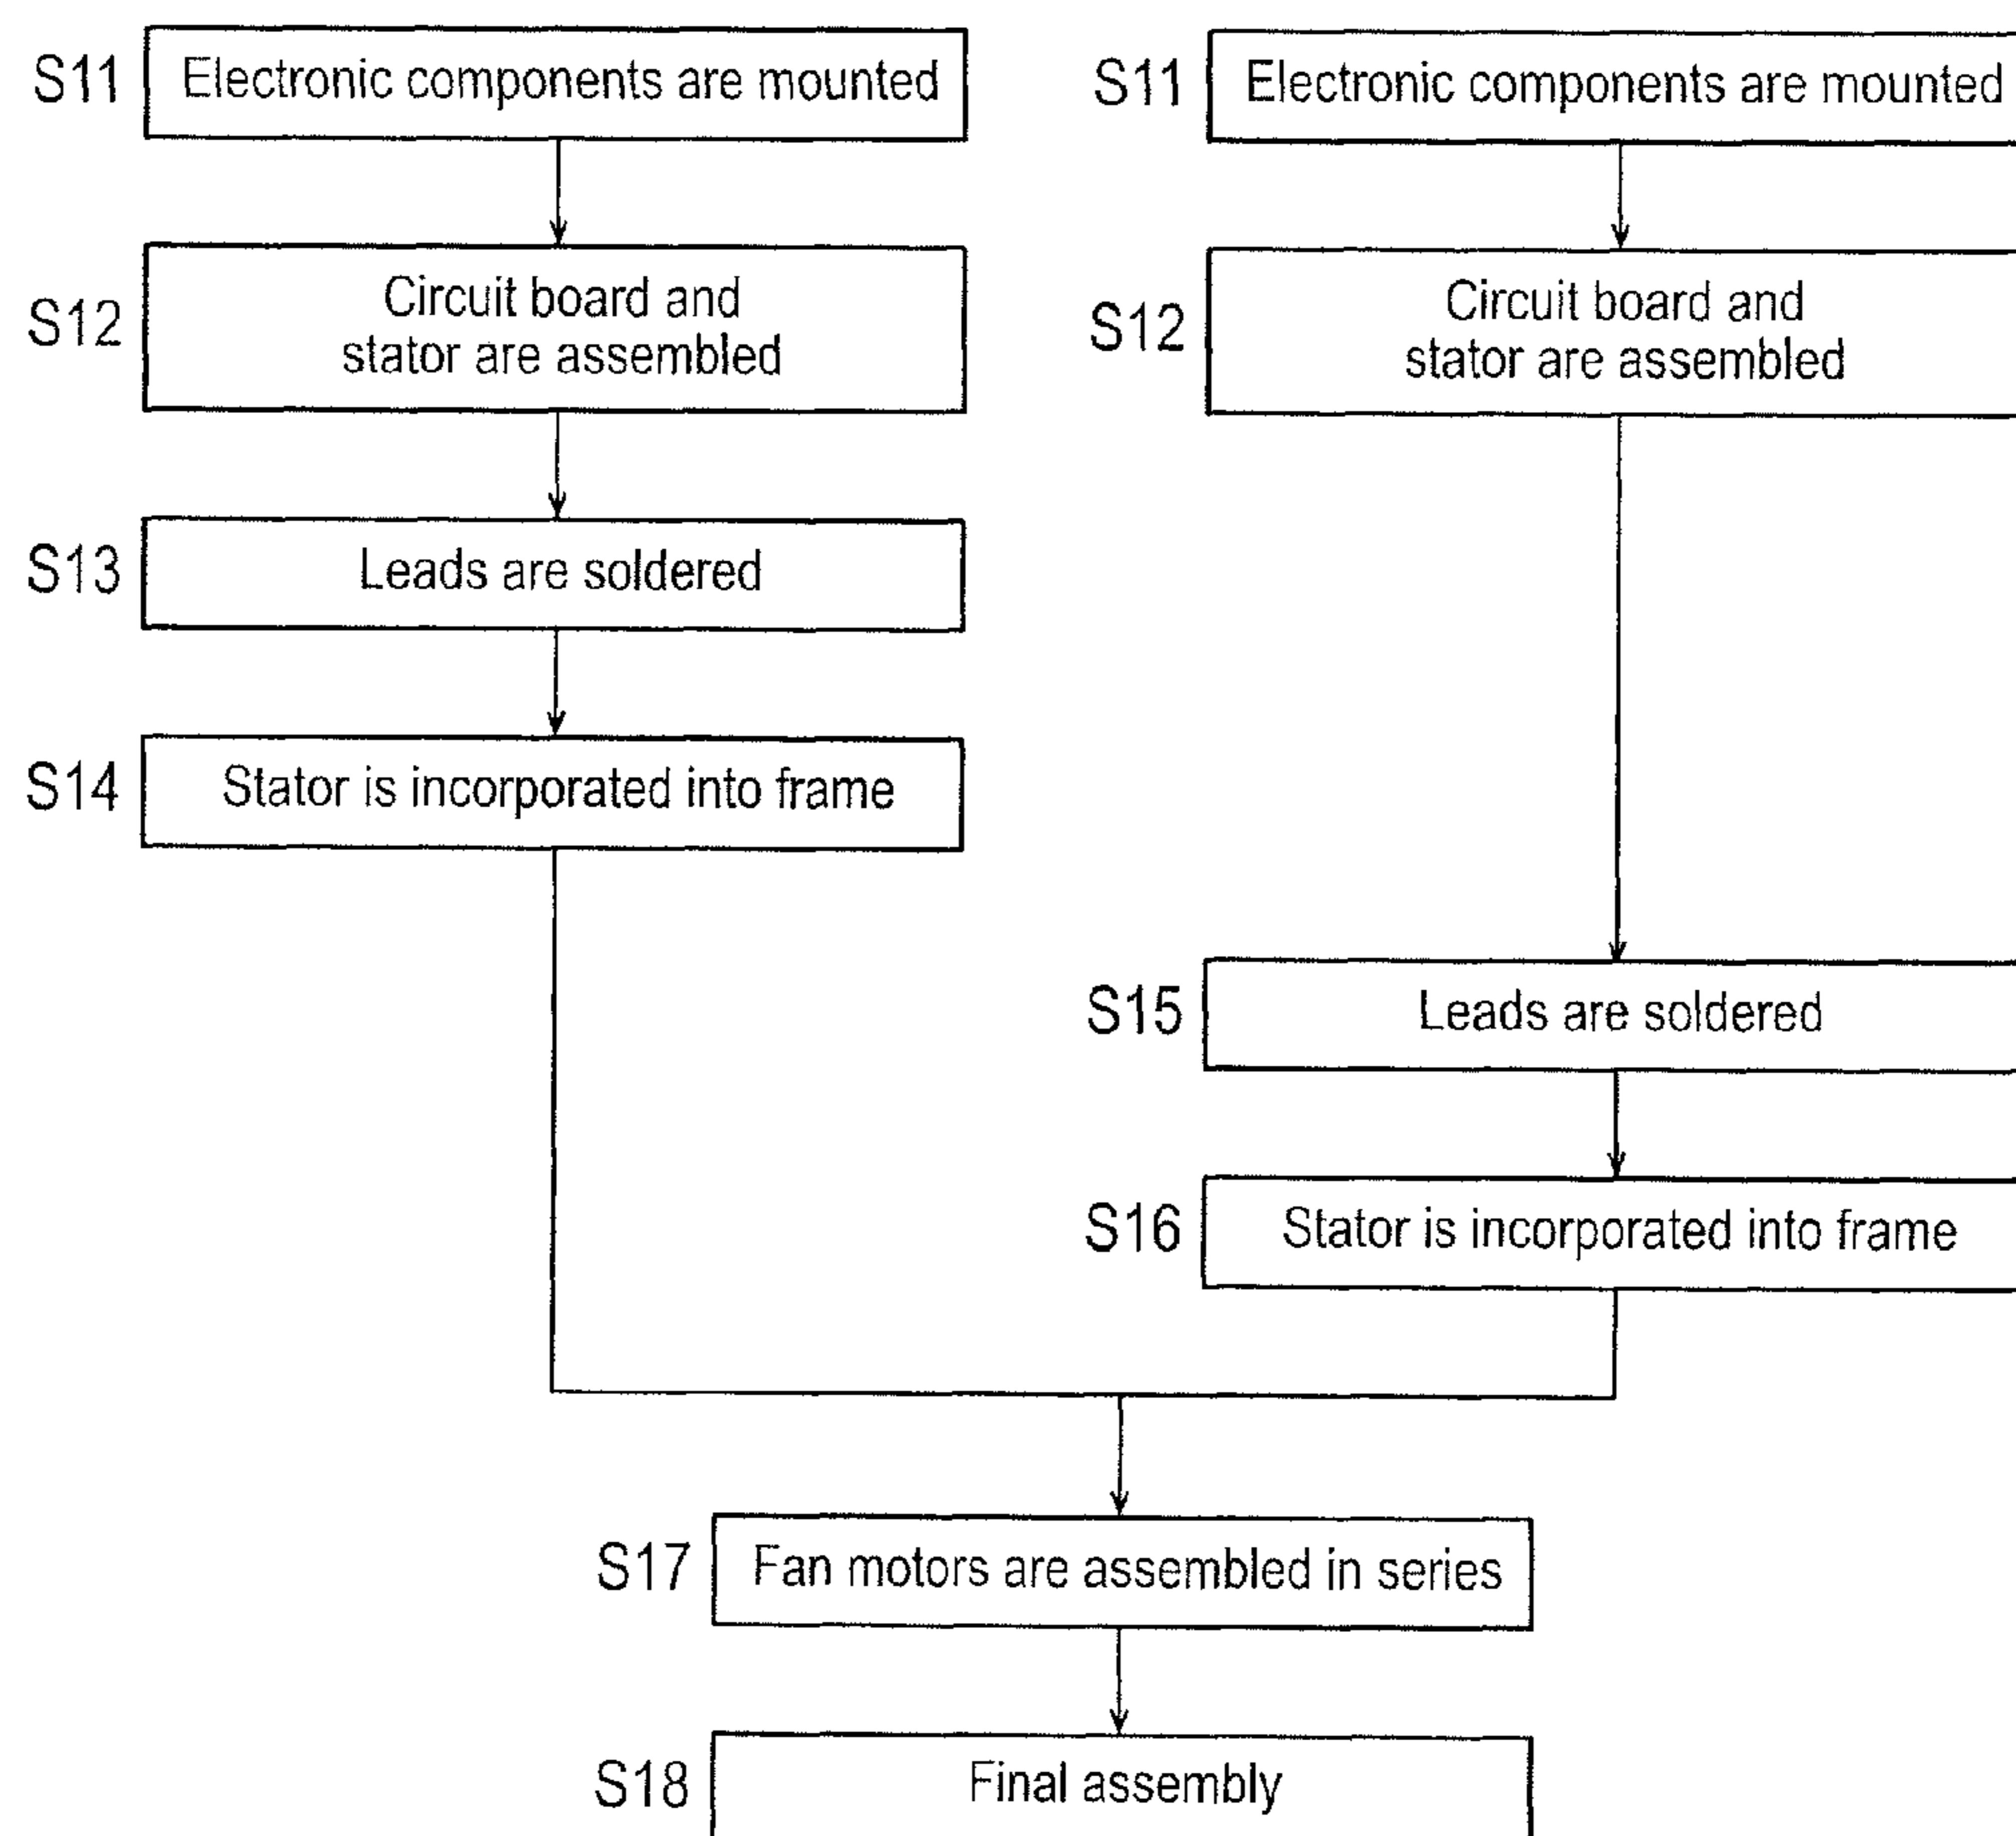 S11 Electronic components are mounted
S12 Circuit board and
stator are assembled
S13 Leads are soldered
S14 Stator is incorporated into frame
S11 Electronic components are mounted
S12 Circuit board and
stator are assembled
S15 Leads are soldered
S16 Stator is incorporated into frame
S17 Fan motors are assembled in series
S18 Final assembly